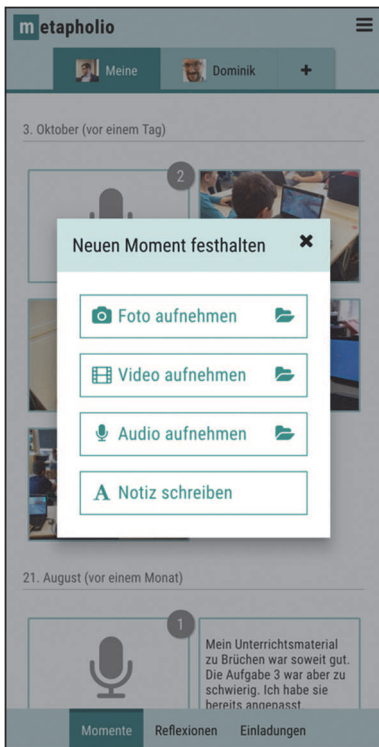 metapholio
Meine
Dominik
+
3. Oktober (vor einem Tag)
2
Neuen Moment festhalten
Foto aufnehmen
Video aufnehmen
Audio aufnehmen
A Notiz schreiben
21. August (vor einem Monat)
1
Mein Unterrichtsmaterial
zu Brüchen war soweit gut.
Die Aufgabe 3 war aber zu
schwierig. Ich habe sie
bereits angepasst
Momente Reflexionen Einladungen